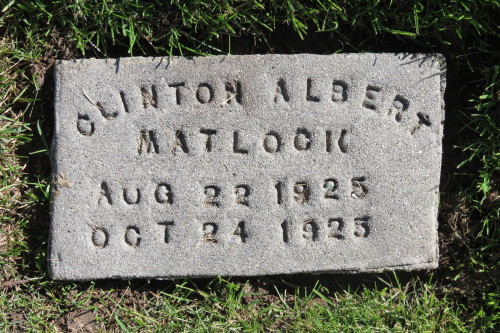 CLINTON ALBERT
MATLOCK
AUG 22 1925
OCT 24 1925